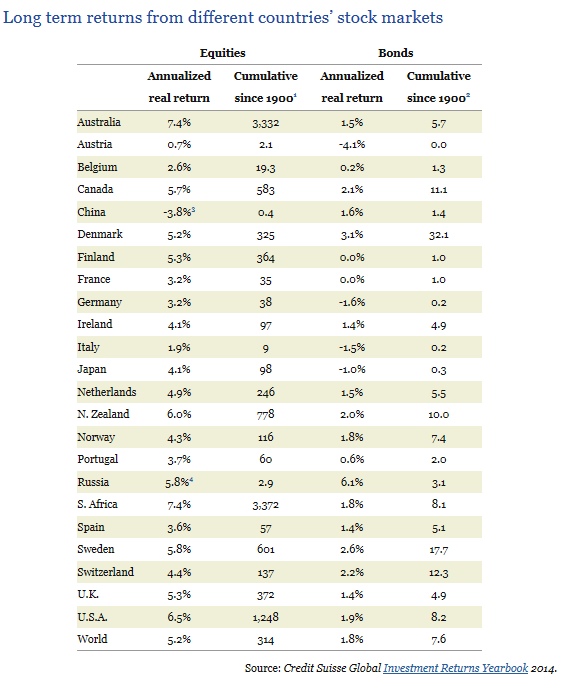 Long term returns from different countries' stock markets
Equities Bonds
Annualized Cumulative Annualized Cumulative
real return since 1900¹ real return since 1900²
Australia 7.4% 3,332 1.5% 5.7
Austria 0.7% 2.1 -4.1% 0.0
Belgium 2.6% 19.3 0.2% 1.3
Canada 5.7% 583 2.1% 11.1
China -3.8%³ 0.4 1.6% 1.4
Denmark 5.2% 325 3.1% 32.1
Finland 5.3% 364 0.0% 1.0
France 3.2% 35 0.0% 1.0
Germany 3.2% 38 -1.6% 0.2
Ireland 4.1% 97 1.4% 4.9
Italy 1.9% 9 -1.5% 0.2
Japan 4.1% 98 -1.0% 0.3
Netherlands 4.9% 246 1.5% 5.5
N. Zealand 6.0% 778 2.0% 10.0
Norway 4.3% 116 1.8% 7.4
Portugal 3.7% 60 0.6% 2.0
Russia 5.8%⁴ 2.9 6.1% 3.1
S. Africa 7.4% 3,372 1.8% 8.1
Spain 3.6% 57 1.4% 5.1
Sweden 5.8% 601 2.6% 17.7
Switzerland 4.4% 137 2.2% 12.3
U.K. 5.3% 372 1.4% 4.9
U.S.A. 6.5% 1,248 1.9% 8.2
World 5.2% 314 1.8% 7.6
Source: Credit Suisse Global Investment Returns Yearbook 2014.